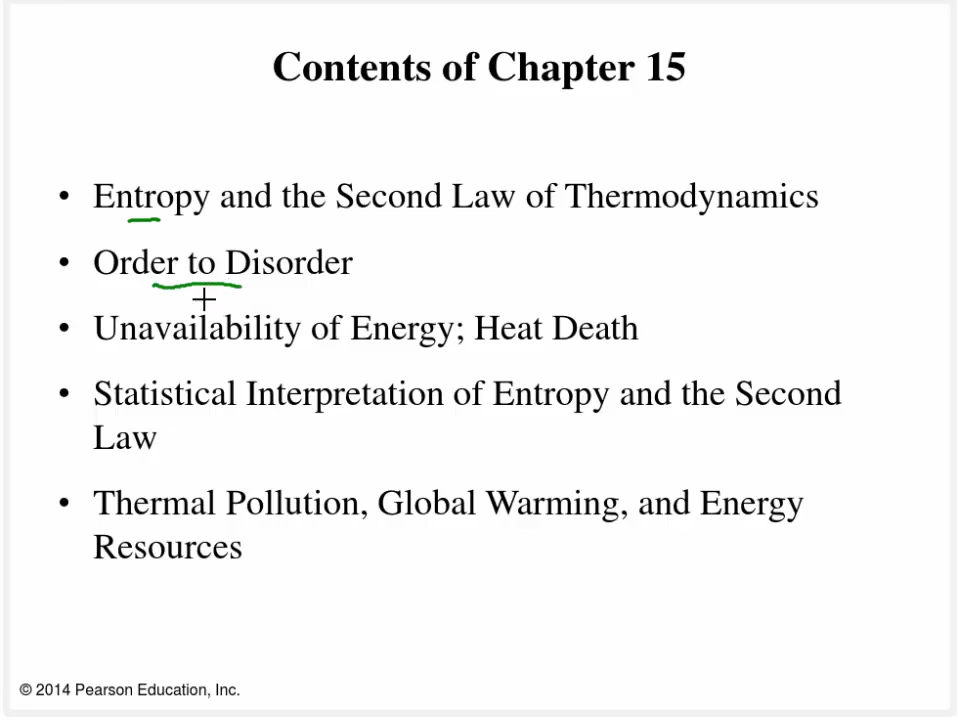 Contents of Chapter 15
• Entropy and the Second Law of Thermodynamics
• Order to Disorder
• Unavailability of Energy; Heat Death
• Statistical Interpretation of Entropy and the Second
Law
• Thermal Pollution, Global Warming, and Energy
Resources
© 2014 Pearson Education, Inc.